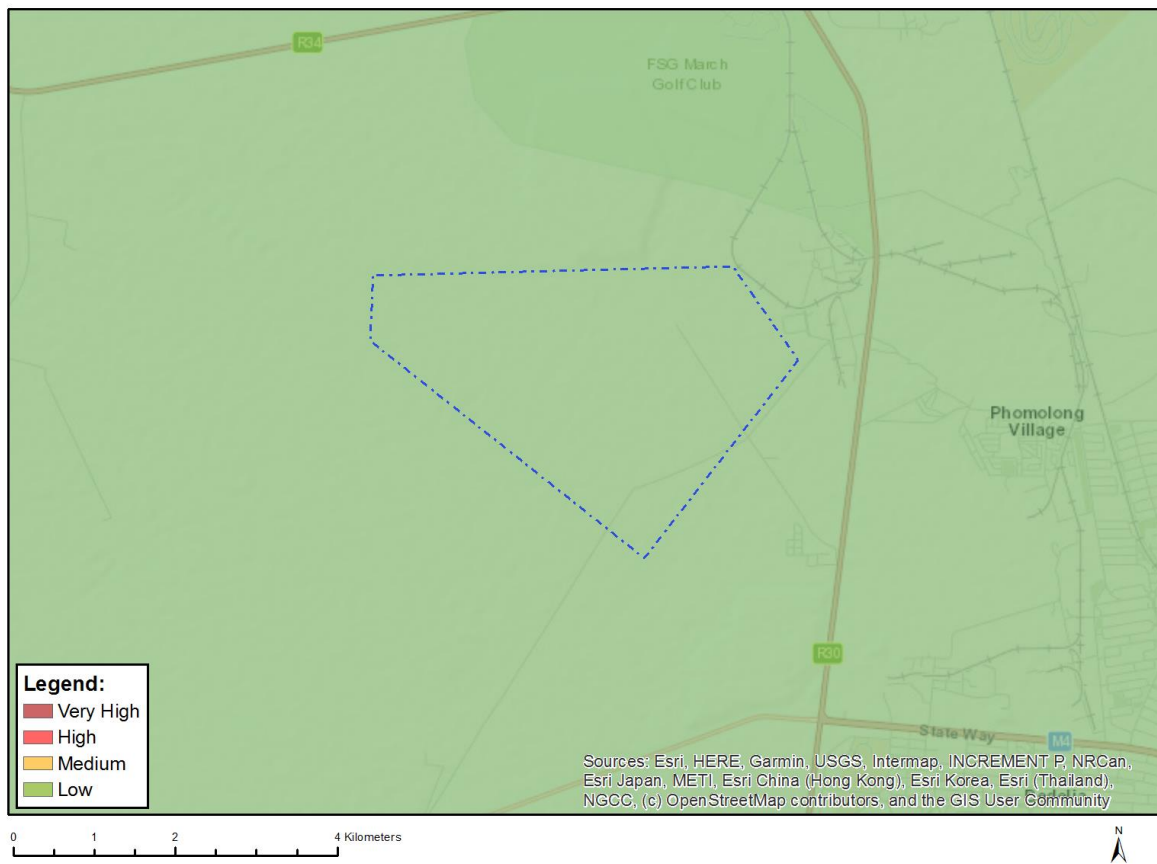 R34
FSG March
Golf Club
Phomolong
Village
R30
State Way
M4
Legend:
Very High
High
Medium
Low
Sources: Esri, HERE, Garmin, USGS, Intermap, INCREMENT P, NRCan,
Esri Japan, METI, Esri China (Hong Kong), Esri Korea, Esri (Thailand),
NGCC, (c) OpenStreetMap contributors, and the GIS User Community
0 1 2 4 Kilometers
N